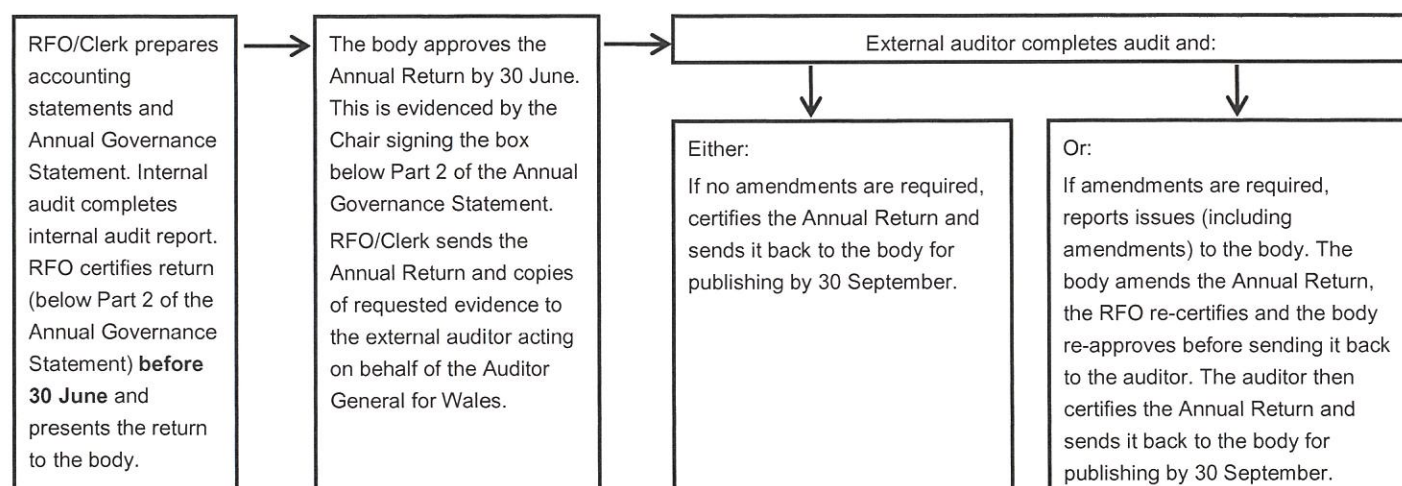 RFO/Clerk prepares
accounting
statements and
Annual Governance
Statement. Internal
audit completes
internal audit report.
RFO certifies return
(below Part 2 of the
Annual Governance
Statement) before
30 June and
presents the return
to the body.
The body approves the
Annual Return by 30 June.
This is evidenced by the
Chair signing the box
below Part 2 of the Annual
Governance Statement.
RFO/Clerk sends the
Annual Return and copies
of requested evidence to
the external auditor acting
on behalf of the Auditor
General for Wales.
External auditor completes audit and:
Either:
If no amendments are required,
certifies the Annual Return and
sends it back to the body for
publishing by 30 September.
Or:
If amendments are required,
reports issues (including
amendments) to the body. The
body amends the Annual Return,
the RFO re-certifies and the body
re-approves before sending it back
to the auditor. The auditor then
certifies the Annual Return and
sends it back to the body for
publishing by 30 September.